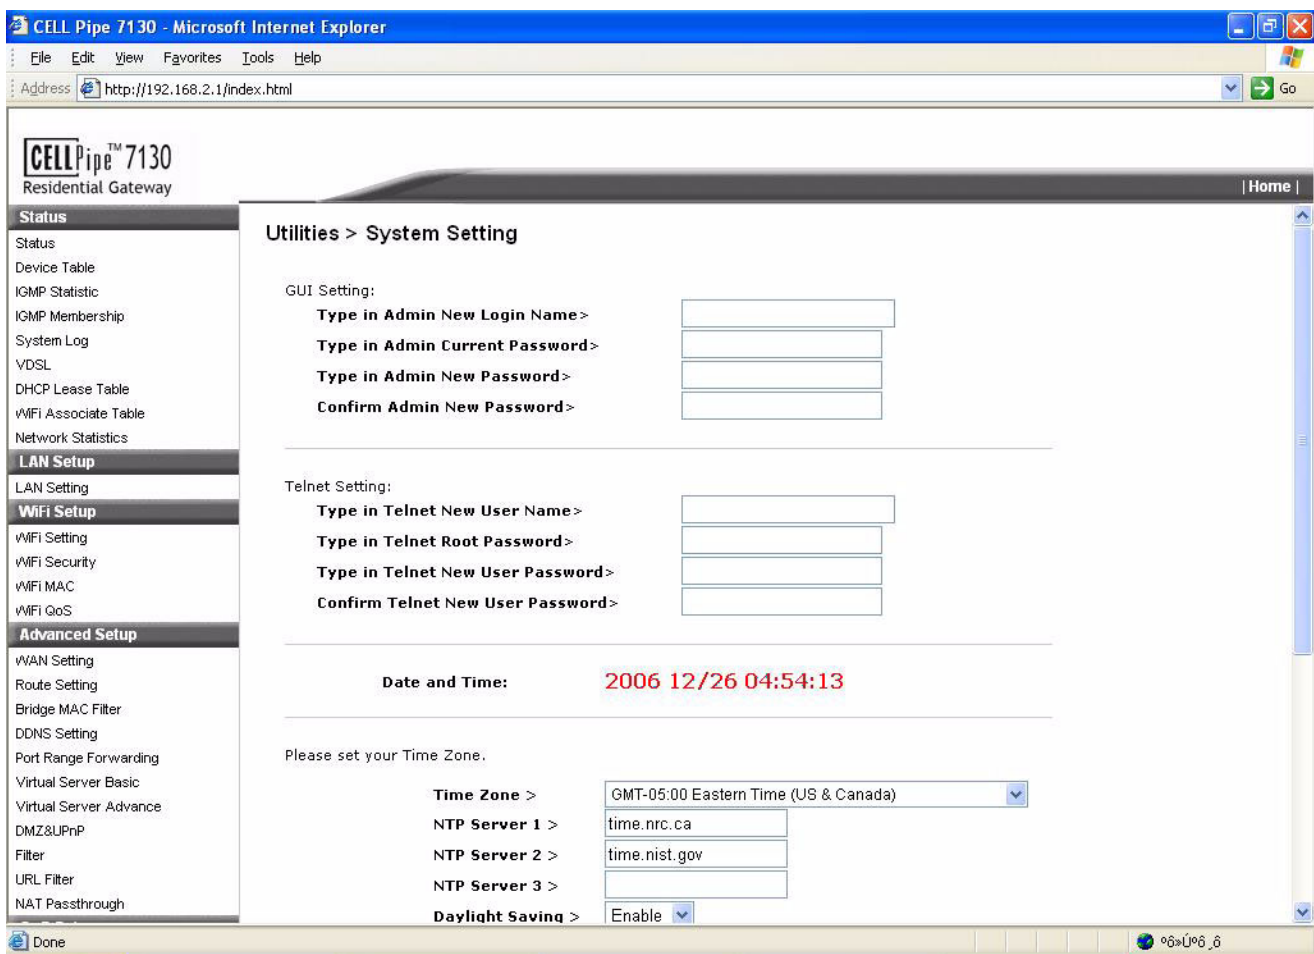 CELL Pipe 7130 - Microsoft Internet Explorer
File Edit View Favorites Tools Help
Address http://192.168.2.1/index.html Go
CELLPipe™ 7130
Residential Gateway
| Home |
Status
Status
Device Table
IGMP Statistic
IGMP Membership
System Log
VDSL
DHCP Lease Table
WiFi Associate Table
Network Statistics
LAN Setup
LAN Setting
WiFi Setup
WiFi Setting
WiFi Security
WiFi MAC
WiFi QoS
Advanced Setup
WAN Setting
Route Setting
Bridge MAC Filter
DDNS Setting
Port Range Forwarding
Virtual Server Basic
Virtual Server Advance
DMZ&UPnP
Filter
URL Filter
NAT Passthrough
Utilities > System Setting
GUI Setting:
Type in Admin New Login Name>
Type in Admin Current Password>
Type in Admin New Password>
Confirm Admin New Password>
Telnet Setting:
Type in Telnet New User Name>
Type in Telnet Root Password>
Type in Telnet New User Password>
Confirm Telnet New User Password>
Date and Time: 2006 12/26 04:54:13
Please set your Time Zone.
Time Zone > GMT-05:00 Eastern Time (US & Canada)
NTP Server 1 > time.nrc.ca
NTP Server 2 > time.nist.gov
NTP Server 3 >
Daylight Saving > Enable
Done